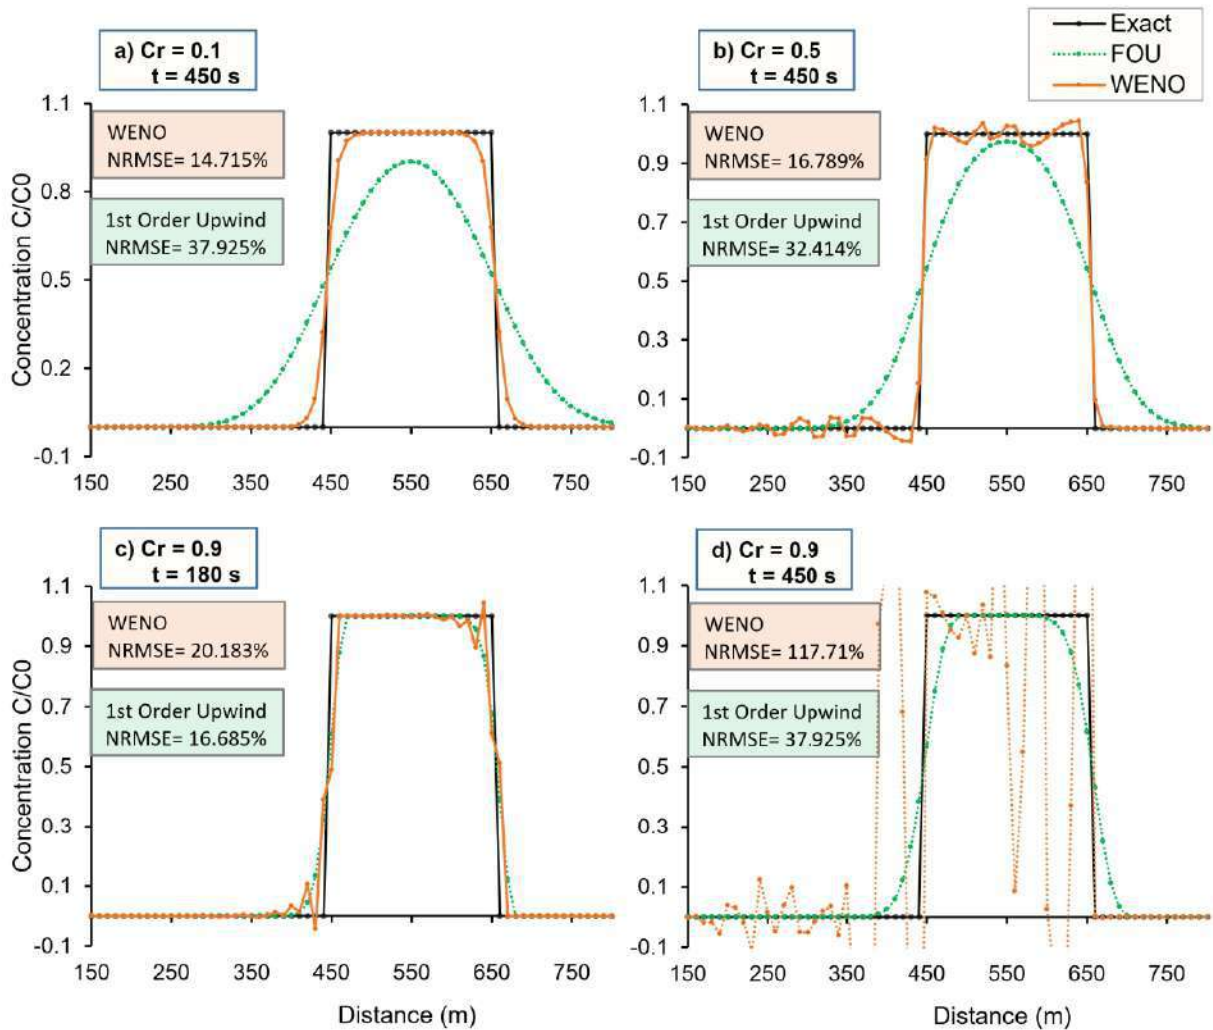 Exact
FOU
WENO
a) Cr = 0.1
t = 450 s
WENO
NRMSE= 14.715%
1st Order Upwind
NRMSE= 37.925%
Concentration C/C0
1.1
0.8
0.5
0.2
-0.1
150 250 350 450 550 650 750
b) Cr = 0.5
t = 450 s
WENO
NRMSE= 16.789%
1st Order Upwind
NRMSE= 32.414%
1.1
0.9
0.7
0.5
0.3
0.1
-0.1
150 250 350 450 550 650 750
c) Cr = 0.9
t = 180 s
WENO
NRMSE= 20.183%
1st Order Upwind
NRMSE= 16.685%
Concentration C/C0
1.1
0.9
0.7
0.5
0.3
0.1
-0.1
150 250 350 450 550 650 750
Distance (m)
d) Cr = 0.9
t = 450 s
WENO
NRMSE= 117.71%
1st Order Upwind
NRMSE= 37.925%
1.1
0.9
0.7
0.5
0.3
0.1
-0.1
150 250 350 450 550 650 750
Distance (m)